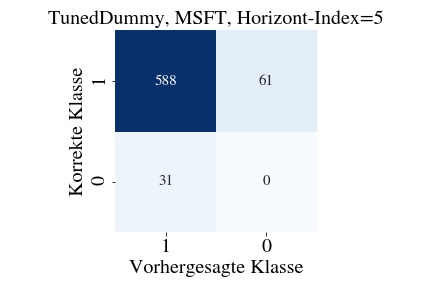 TunedDummy, MSFT, Horizont-Index=5
Korrekte Klasse
1
588
61
0
31
0
1
0
Vorhergesagte Klasse